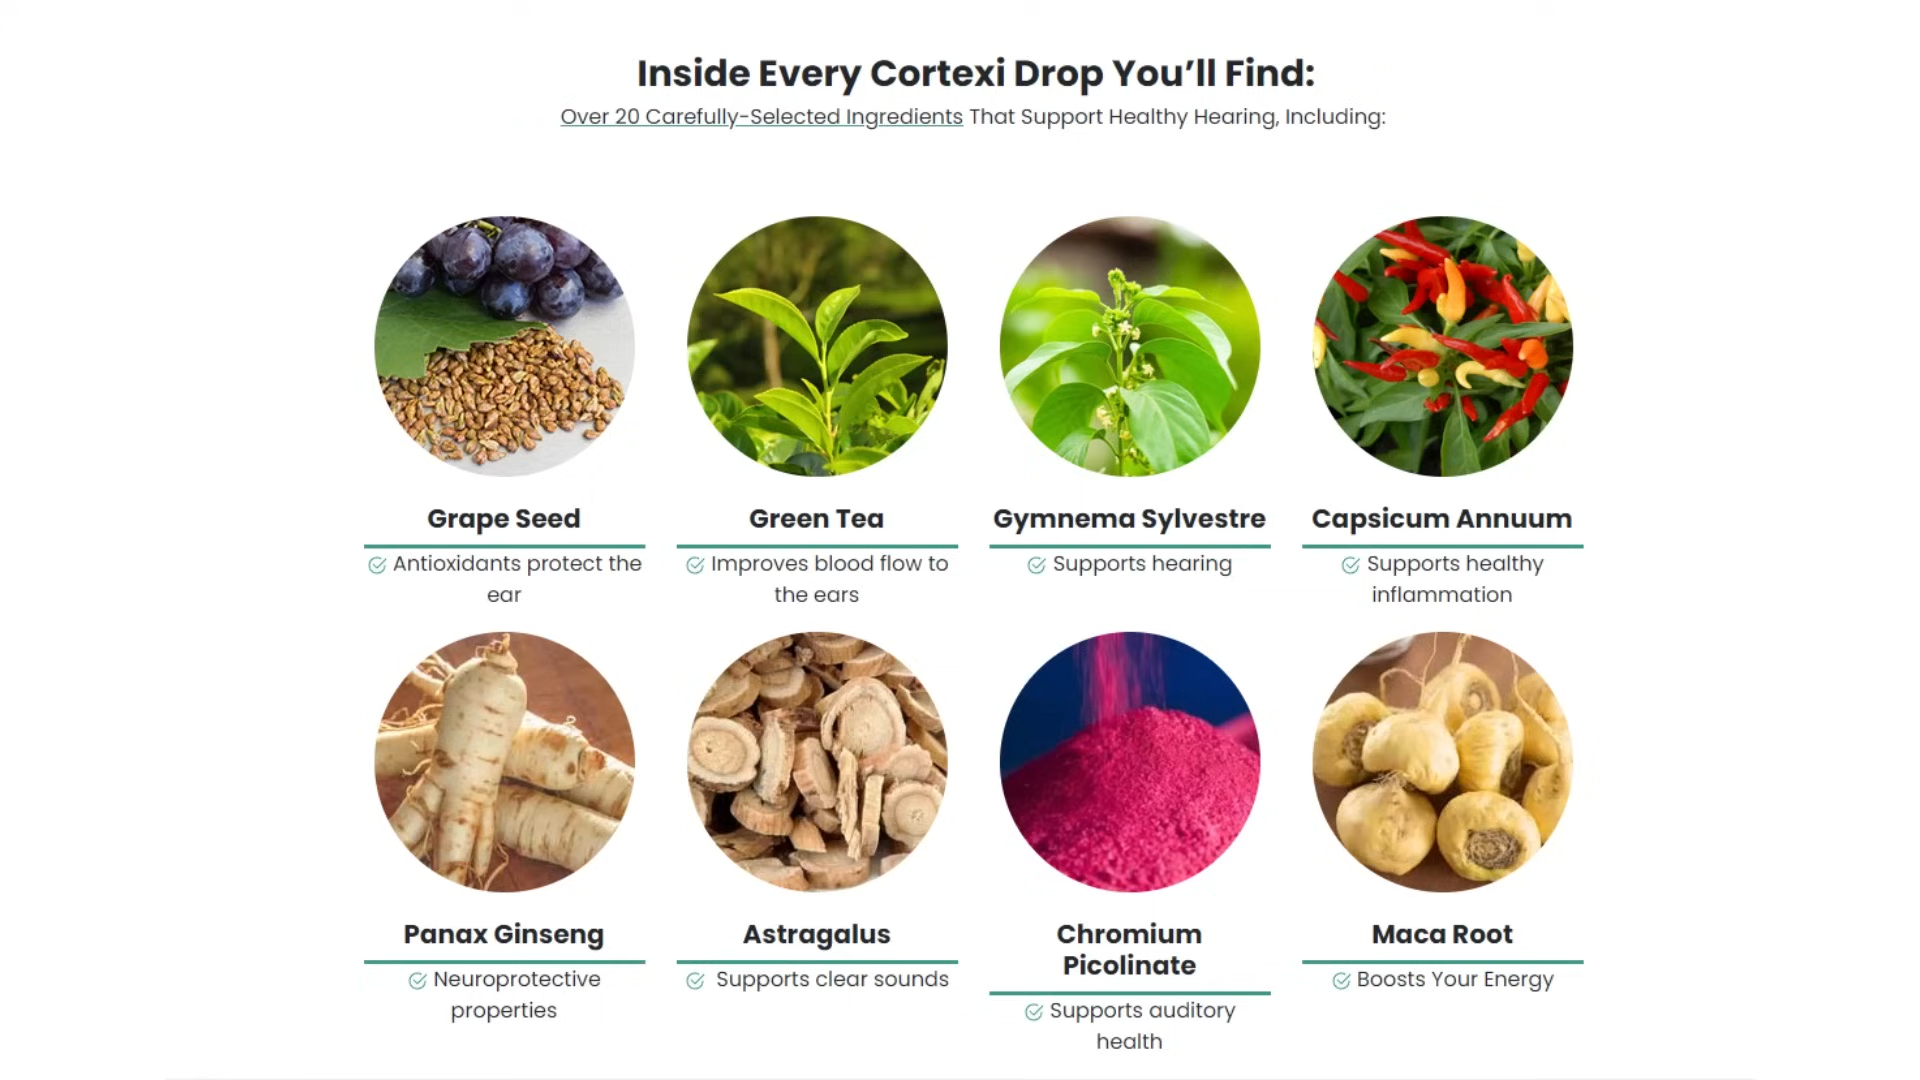 Inside Every Cortexi Drop You’ll Find:
Over 20 Carefully-Selected Ingredients That Support Healthy Hearing, Including:
Grape Seed
Antioxidants protect the
ear
Green Tea
Improves blood flow to
the ears
Gymnema Sylvestre
Supports hearing
Capsicum Annuum
Supports healthy
inflammation
Panax Ginseng
Neuroprotective
properties
Astragalus
Supports clear sounds
Chromium
Picolinate
Supports auditory
health
Maca Root
Boosts Your Energy